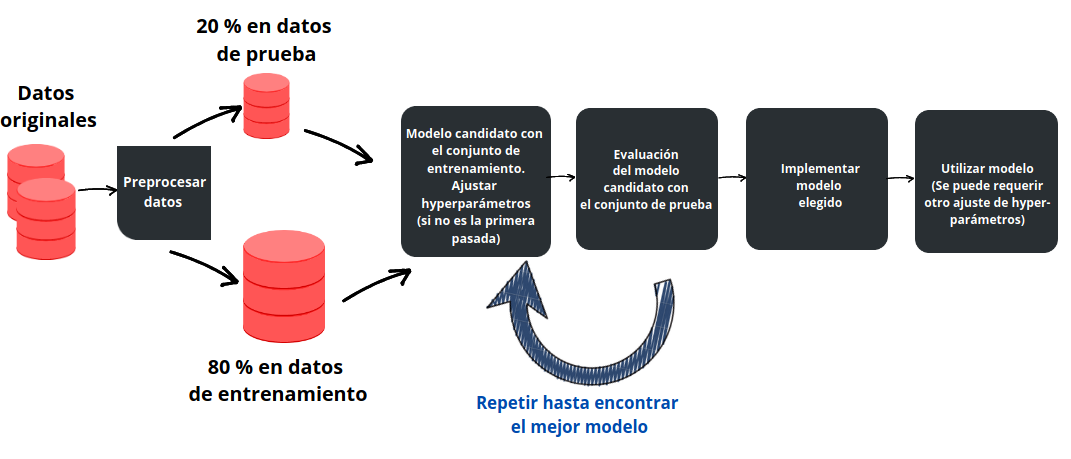 20 % en datos
de prueba
Datos
originales
Preprocesar
datos
80 % en datos
de entrenamiento
Modelo candidato con
el conjunto de
entrenamiento.
Ajustar
hyperparámetros
(si no es la primera
pasada)
Evaluación
del modelo
candidato con
el conjunto de prueba
Implementar
modelo
elegido
Utilizar modelo
(Se puede requerir
otro ajuste de hyper-
parámetros)
Repetir hasta encontrar
el mejor modelo